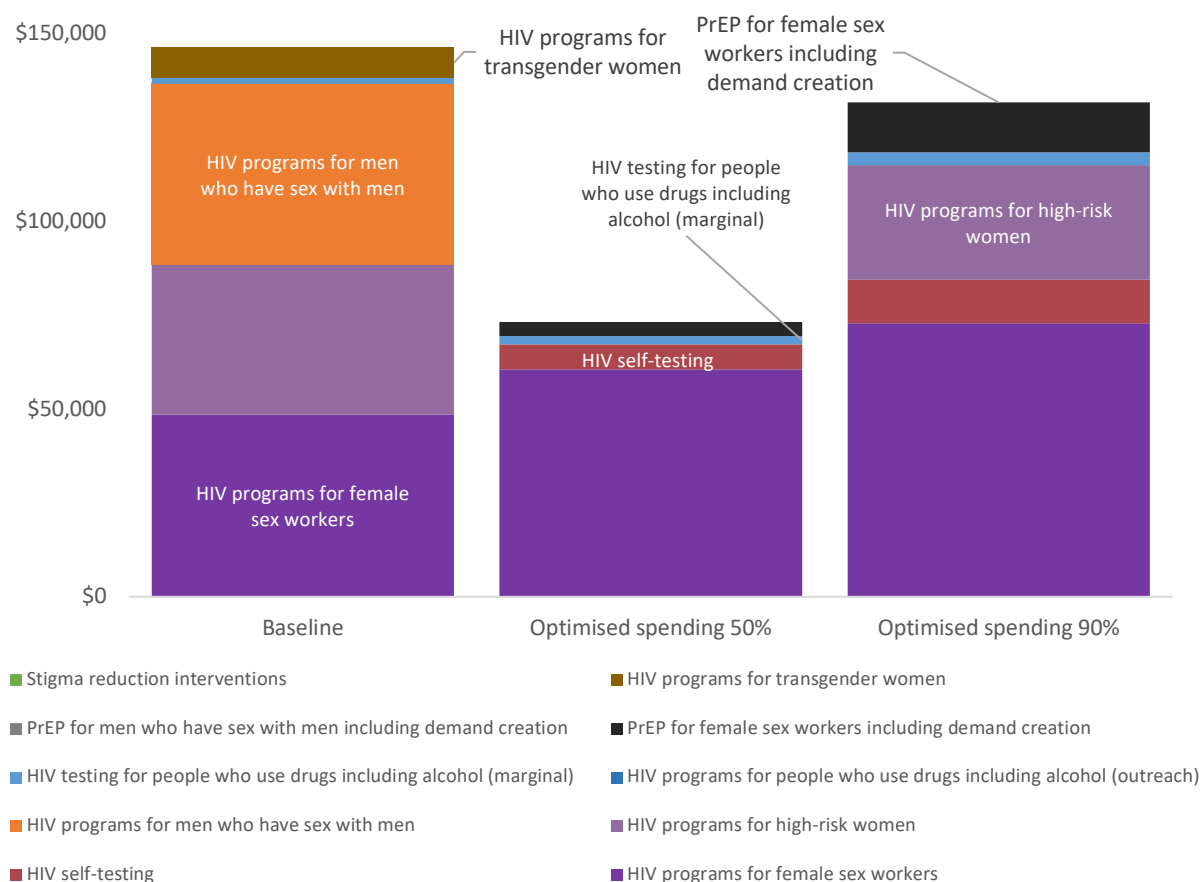 $150,000
$100,000
$50,000
$0
HIV programs for
transgender women
PrEP for female sex
workers including
demand creation
HIV programs for men
who have sex with men
HIV testing for people
who use drugs including
alcohol (marginal)
HIV programs for high-risk
women
HIV self-testing
HIV programs for female
sex workers
Baseline
Optimised spending 50%
Optimised spending 90%
Stigma reduction interventions
HIV programs for transgender women
PrEP for men who have sex with men including demand creation
PrEP for female sex workers including demand creation
HIV testing for people who use drugs including alcohol (marginal)
HIV programs for people who use drugs including alcohol (outreach)
HIV programs for men who have sex with men
HIV programs for high-risk women
HIV self-testing
HIV programs for female sex workers